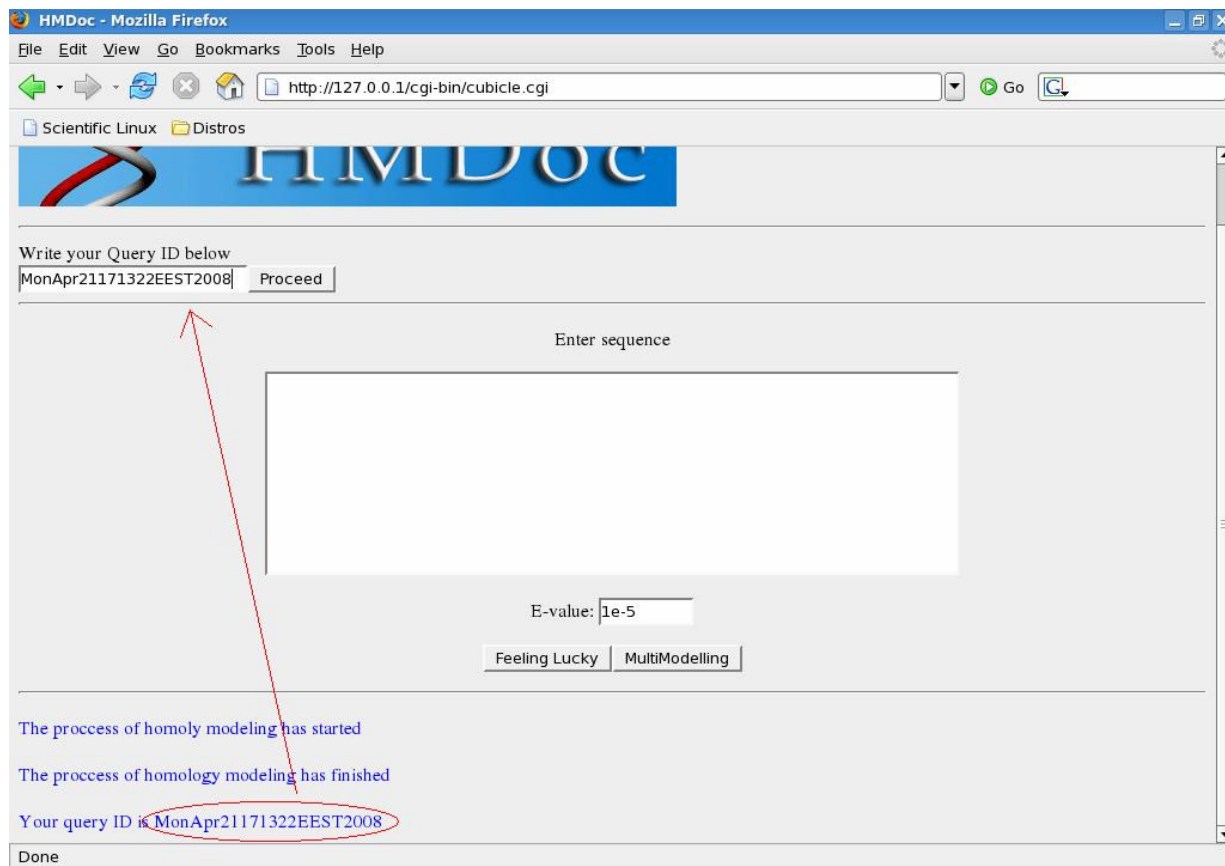 HMDoc - Mozilla Firefox
File Edit View Go Bookmarks Tools Help
http://127.0.0.1/cgi-bin/cubicle.cgi Go G
Scientific Linux Distros
HMDoc
Write your Query ID below
MonApr21171322EEST2008 Proceed
Enter sequence
E-value: 1e-5
Feeling Lucky MultiModelling
The proccess of homoly modeling has started
The proccess of homology modeling has finished
Your query ID is MonApr21171322EEST2008
Done